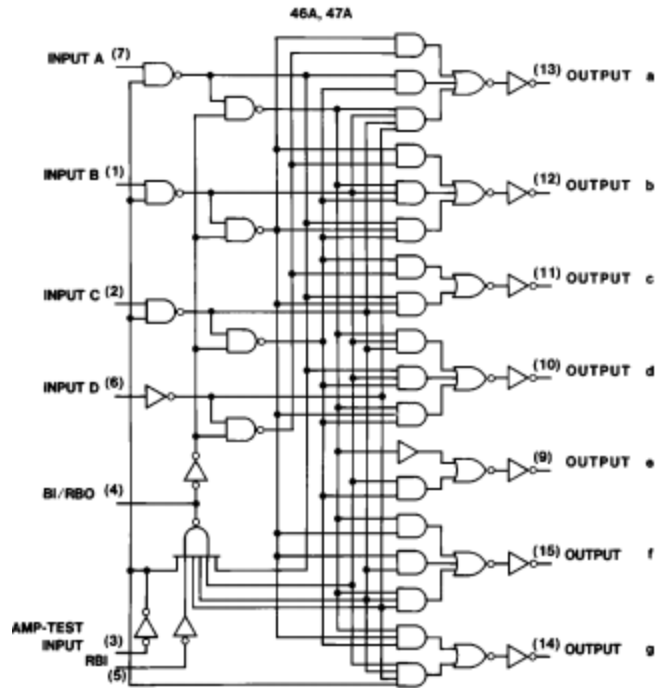 46A, 47A
INPUT A (7)
(13) OUTPUT a
INPUT B (1)
(12) OUTPUT b
(11) OUTPUT c
INPUT C (2)
(10) OUTPUT d
INPUT D (6)
(9) OUTPUT e
BI/RBO (4)
(15) OUTPUT f
AMP-TEST
INPUT (3)
(14) OUTPUT g
RBI
(5)